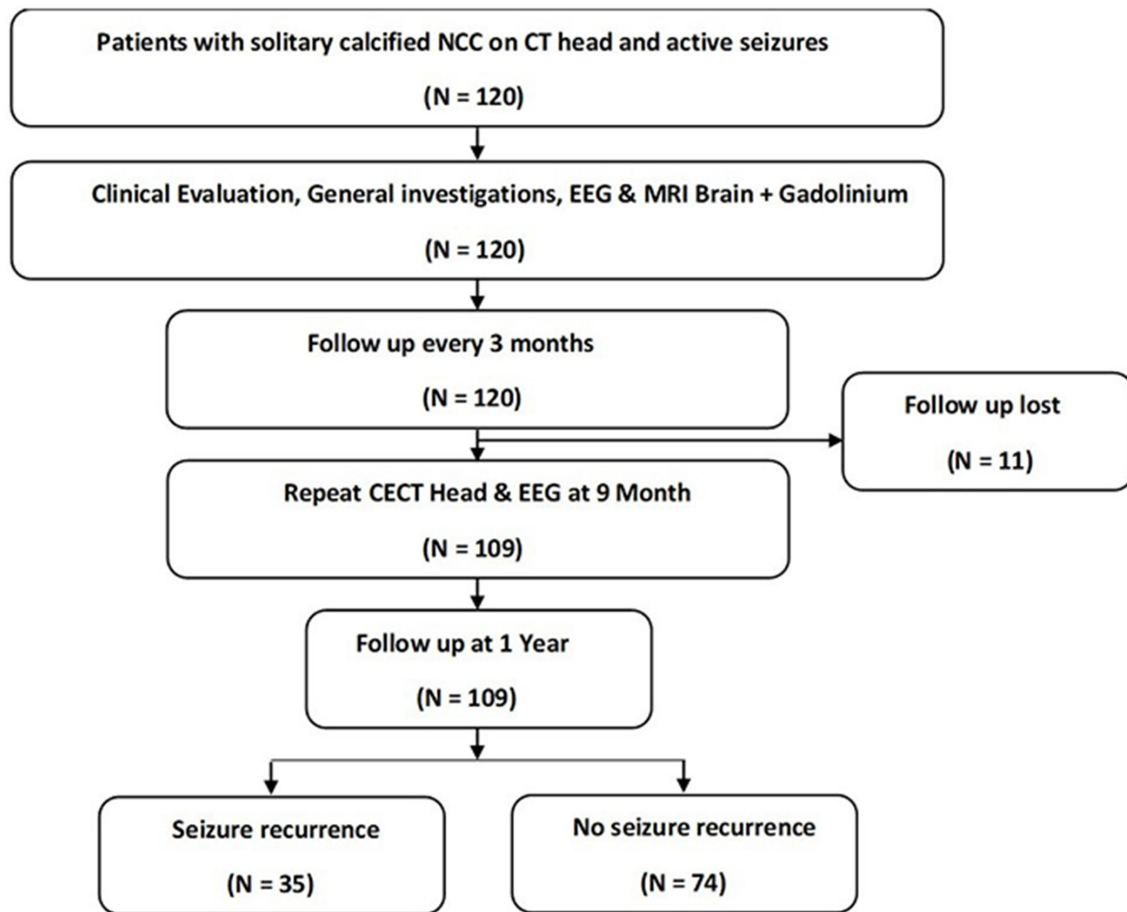 Patients with solitary calcified NCC on CT head and active seizures
(N = 120)
Clinical Evaluation, General investigations, EEG & MRI Brain + Gadolinium
(N = 120)
Follow up every 3 months
(N = 120)
Follow up lost
(N = 11)
Repeat CECT Head & EEG at 9 Month
(N = 109)
Follow up at 1 Year
(N = 109)
Seizure recurrence
(N = 35)
No seizure recurrence
(N = 74)